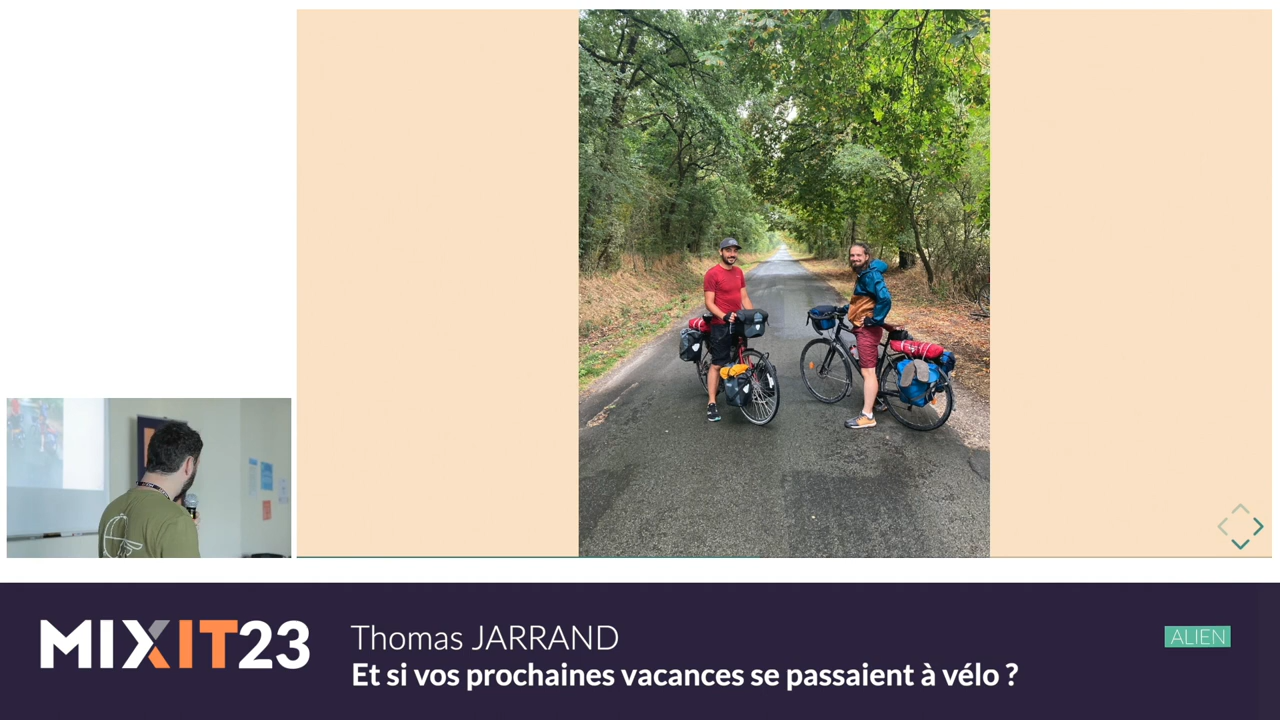 MIXIT23
Thomas JARRAND
Et si vos prochaines vacances se passaient à vélo ?
ALIEN